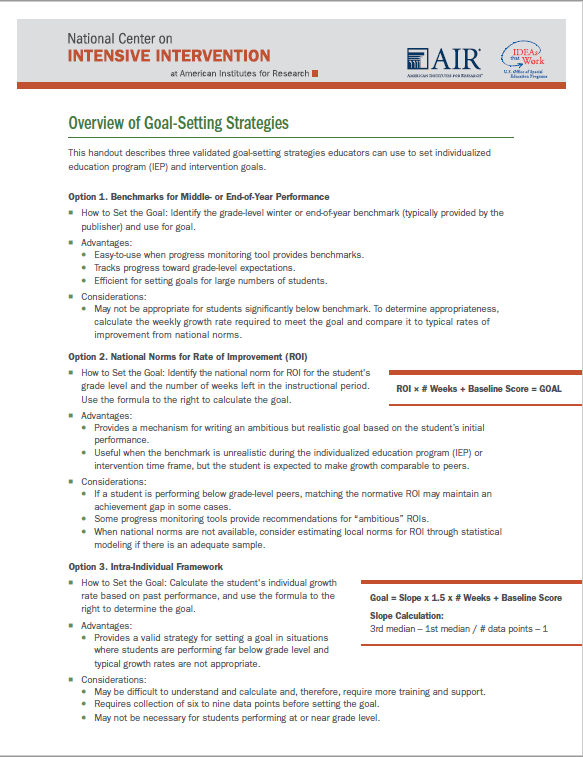 National Center on
INTENSIVE INTERVENTION
at American Institutes for Research
AIR®
AMERICAN INSTITUTES FOR RESEARCH®
IDEAs
that Work
U.S. Office of Special
Education Programs
Overview of Goal-Setting Strategies
This handout describes three validated goal-setting strategies educators can use to set individualized
education program (IEP) and intervention goals.
Option 1. Benchmarks for Middle- or End-of-Year Performance
■ How to Set the Goal: Identify the grade-level winter or end-of-year benchmark (typically provided by the
publisher) and use for goal.
■ Advantages:
• Easy-to-use when progress monitoring tool provides benchmarks.
• Tracks progress toward grade-level expectations.
• Efficient for setting goals for large numbers of students.
■ Considerations:
• May not be appropriate for students significantly below benchmark. To determine appropriateness,
calculate the weekly growth rate required to meet the goal and compare it to typical rates of
improvement from national norms.
Option 2. National Norms for Rate of Improvement (ROI)
■ How to Set the Goal: Identify the national norm for ROI for the student's
grade level and the number of weeks left in the instructional period.
Use the formula to the right to calculate the goal.
ROI × # Weeks + Baseline Score = GOAL
■ Advantages:
• Provides a mechanism for writing an ambitious but realistic goal based on the student's initial
performance.
• Useful when the benchmark is unrealistic during the individualized education program (IEP) or
intervention time frame, but the student is expected to make growth comparable to peers.
■ Considerations:
• If a student is performing below grade-level peers, matching the normative ROI may maintain an
achievement gap in some cases.
• Some progress monitoring tools provide recommendations for "ambitious" ROIs.
• When national norms are not available, consider estimating local norms for ROI through statistical
modeling if there is an adequate sample.
Option 3. Intra-Individual Framework
■ How to Set the Goal: Calculate the student's individual growth
rate based on past performance, and use the formula to the
right to determine the goal.
Goal = Slope x 1.5 x # Weeks + Baseline Score
Slope Calculation:
3rd median – 1st median / # data points – 1
■ Advantages:
• Provides a valid strategy for setting a goal in situations
where students are performing far below grade level and
typical growth rates are not appropriate.
■ Considerations:
• May be difficult to understand and calculate and, therefore, require more training and support.
• Requires collection of six to nine data points before setting the goal.
• May not be necessary for students performing at or near grade level.